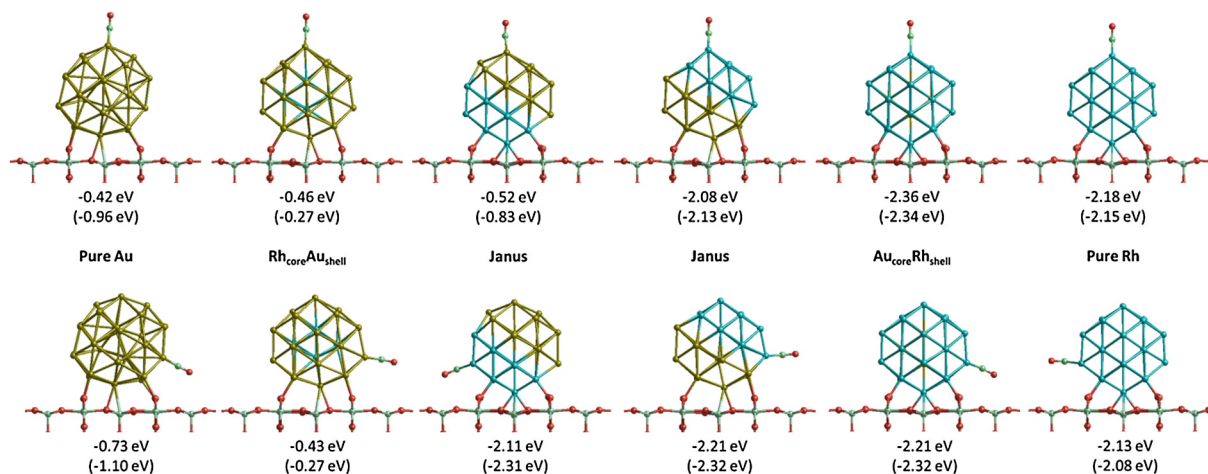 -0.42 eV -0.46 eV -0.52 eV -2.08 eV -2.36 eV -2.18 eV
(-0.96 eV) (-0.27 eV) (-0.83 eV) (-2.13 eV) (-2.34 eV) (-2.15 eV)
Pure Au Rh_core Au_shell Janus Janus Au_core Rh_shell Pure Rh
-0.73 eV -0.43 eV -2.11 eV -2.21 eV -2.21 eV -2.13 eV
(-1.10 eV) (-0.27 eV) (-2.31 eV) (-2.32 eV) (-2.32 eV) (-2.08 eV)